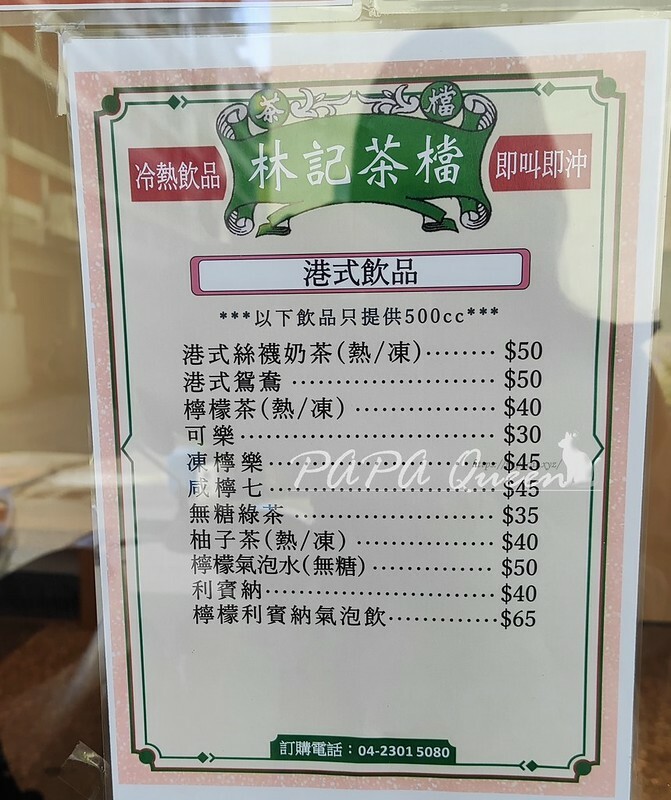 茶 檔
冷熱飲品 林記茶檔 即叫即沖
港式飲品
***以下飲品只提供500cc***
港式絲襪奶茶(熱/凍)········ $50
港式鴛鴦 ························ $50
檸檬茶(熱/凍) ················ $40
可樂······························ $30
凍檸樂··························· $45
咸檸七··························· $45
無糖綠茶························ $35
柚子茶(熱/凍) ················ $40
檸檬氣泡水(無糖) ············ $50
利賓納··························· $40
檸檬利賓納氣泡飲·············$65
PAPA Queen
訂購電話：04-2301 5080